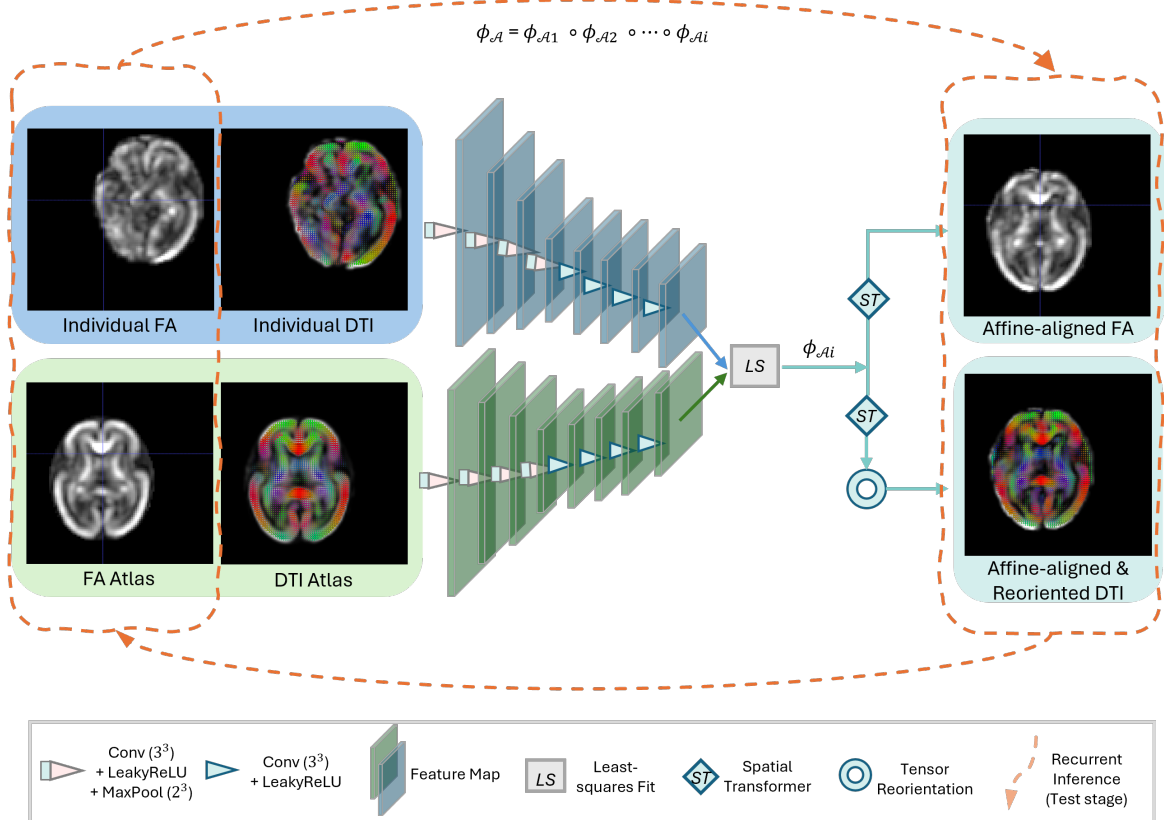 ϕ𝒜 = ϕ𝒜1 ∘ ϕ𝒜2 ∘ ⋯ ∘ ϕ𝒜i
Individual FA
Individual DTI
FA Atlas
DTI Atlas
LS
ϕ𝒜i
ST
ST
Affine-aligned FA
Affine-aligned &
Reoriented DTI
Conv (3³)
+ LeakyReLU
+ MaxPool (2³)
Conv (3³)
+ LeakyReLU
Feature Map
LS
Least-
squares Fit
ST
Spatial
Transformer
Tensor
Reorientation
Recurrent
Inference
(Test stage)